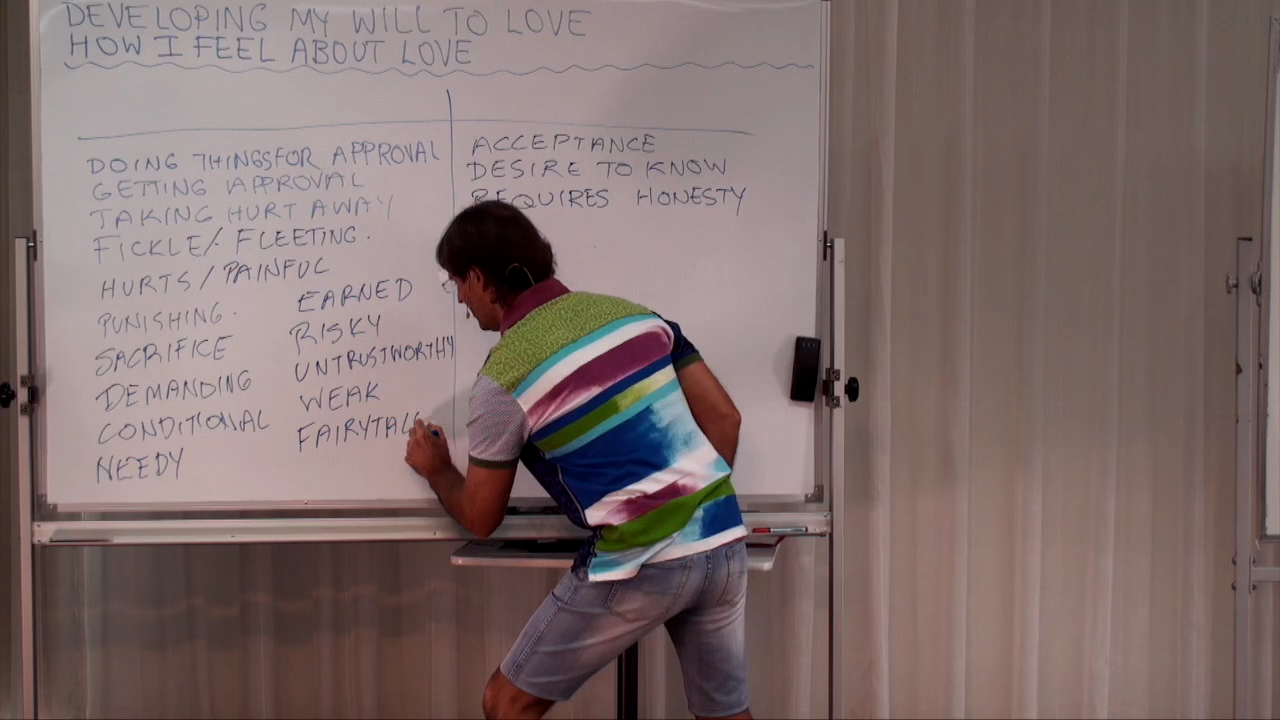 DEVELOPING MY WILL TO LOVE
HOW I FEEL ABOUT LOVE
DOING THINGS FOR APPROVAL
GETTING APPROVAL
TAKING HURT AWAY
FICKLE/ FLEETING.
HURTS/PAINFUL
PUNISHING.
SACRIFICE
DEMANDING
CONDITIONAL
NEEDY
EARNED
RISKY
UNTRUSTWORTHY
WEAK
FAIRYTALE
ACCEPTANCE
DESIRE TO KNOW
REQUIRES HONESTY